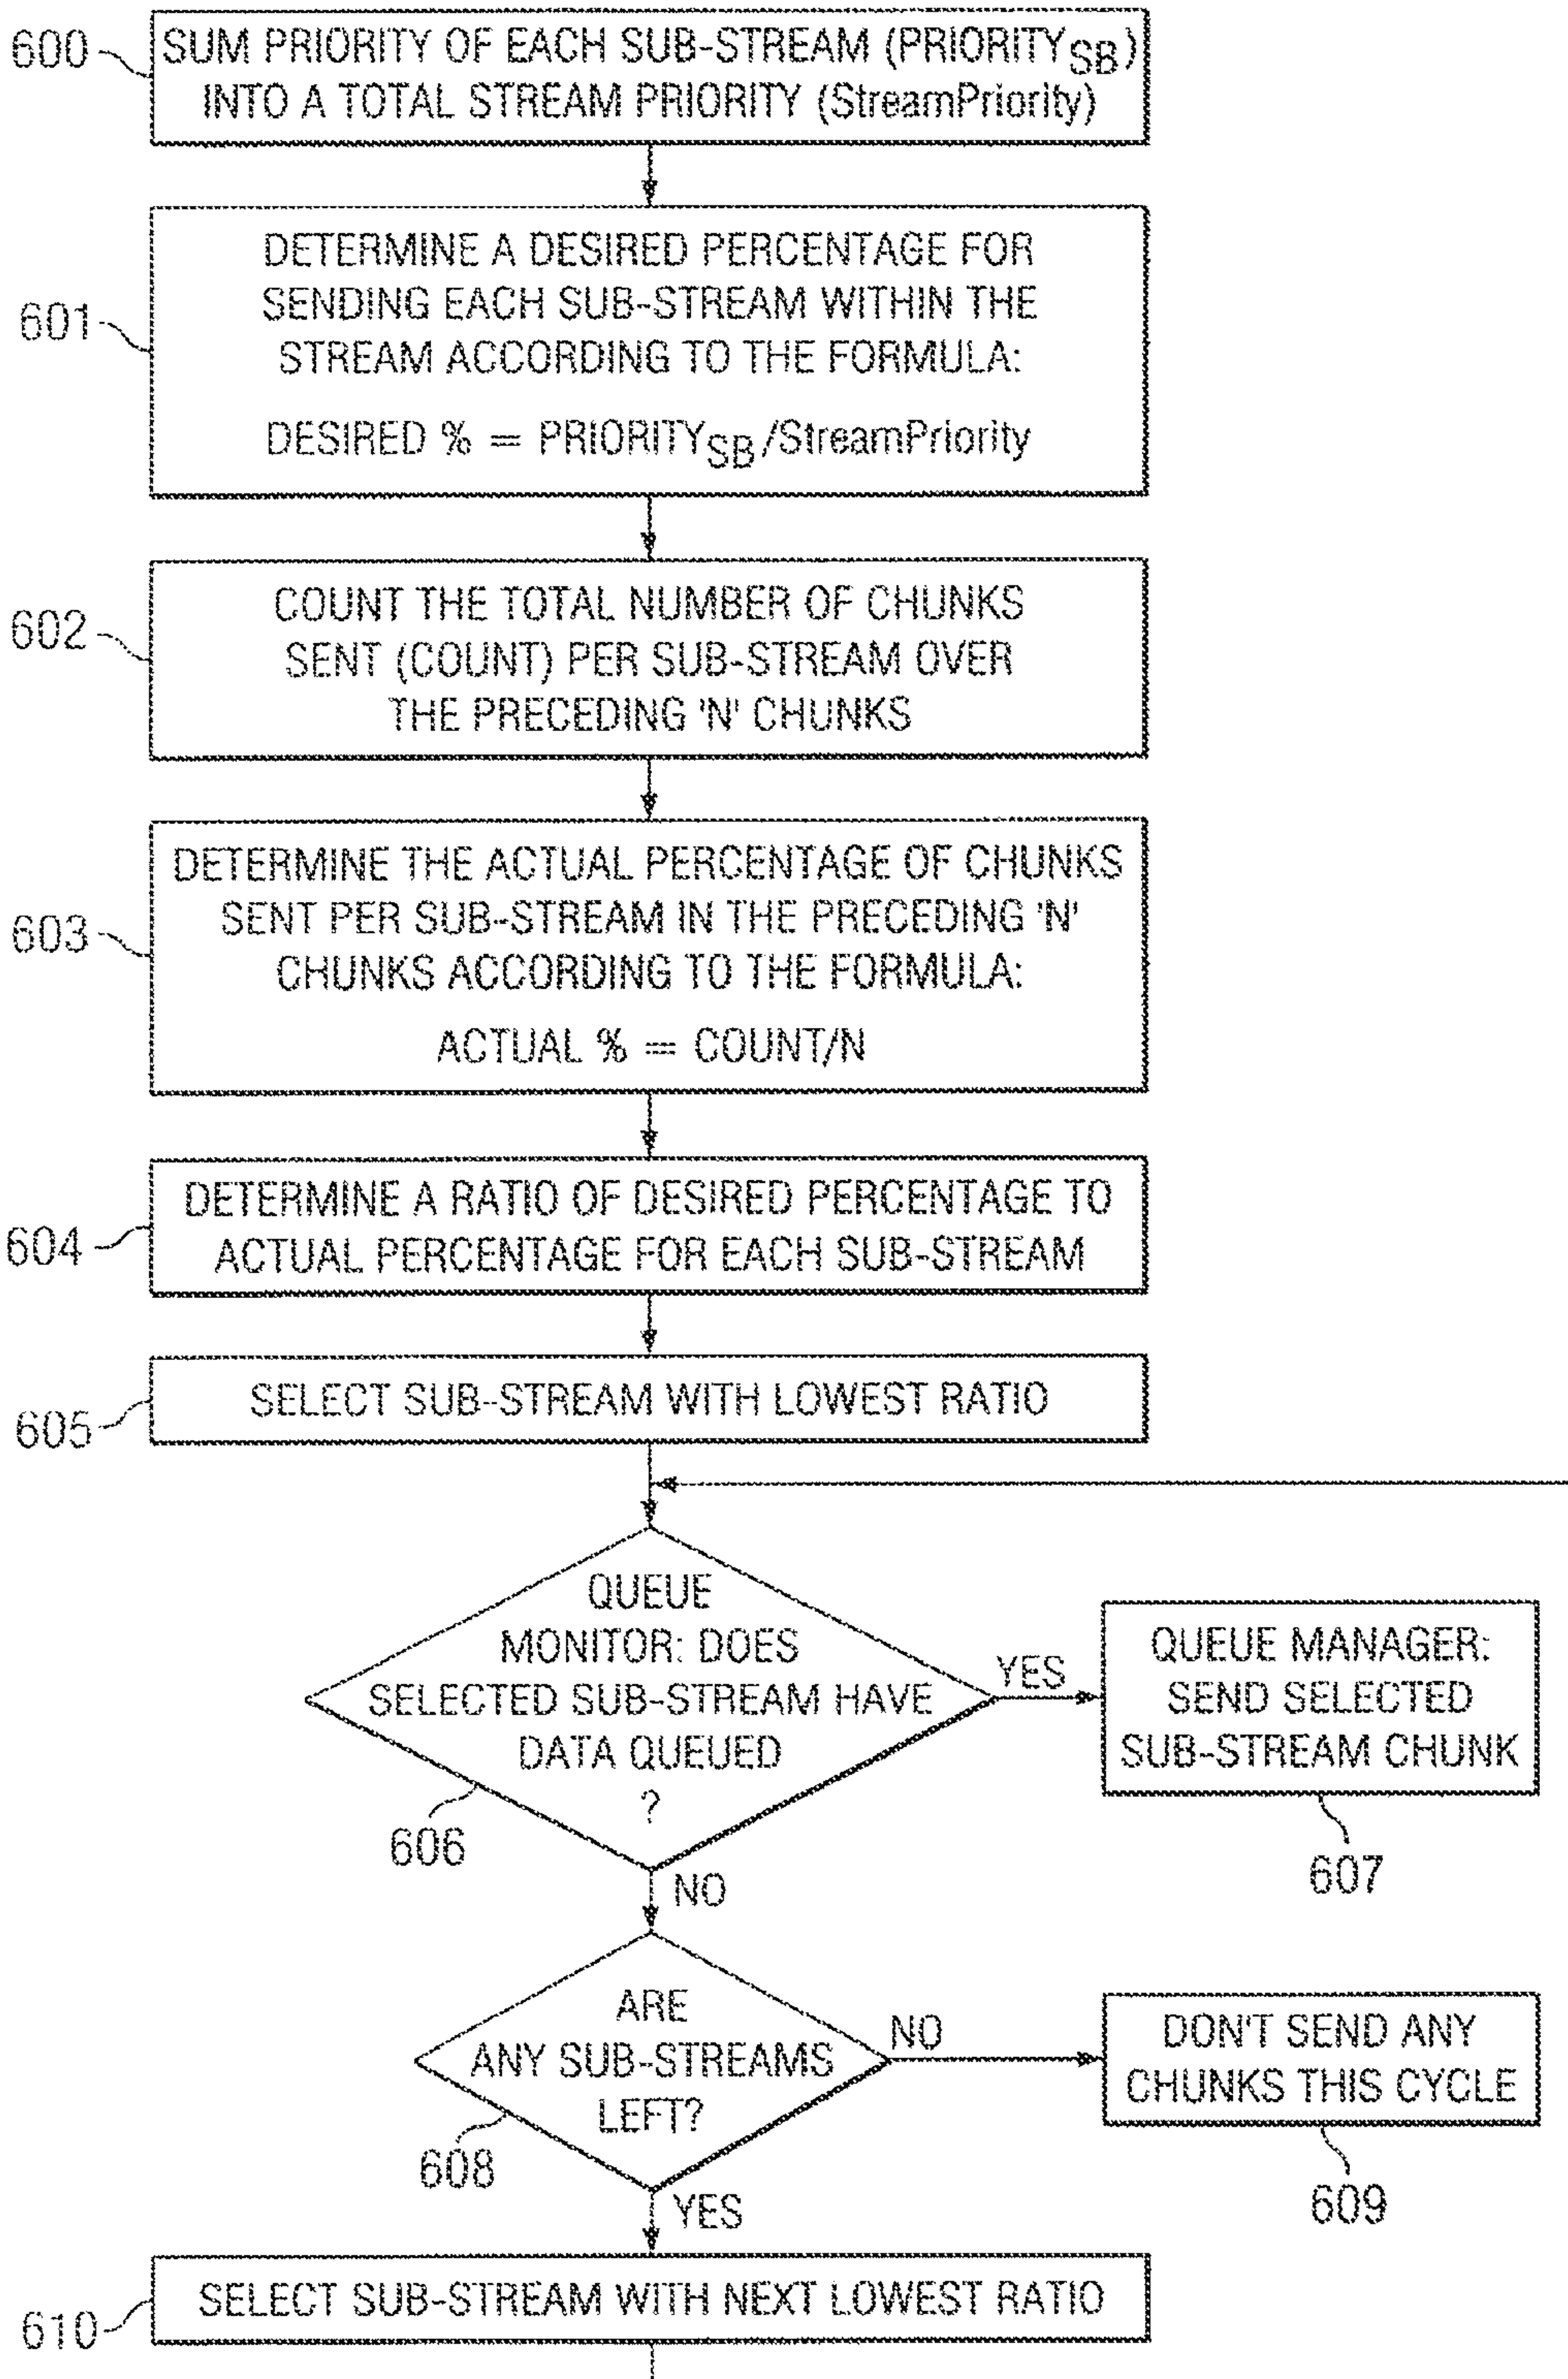 600
SUM PRIORITY OF EACH SUB-STREAM (PRIORITYSB)
INTO A TOTAL STREAM PRIORITY (StreamPriority)
601
DETERMINE A DESIRED PERCENTAGE FOR
SENDING EACH SUB-STREAM WITHIN THE
STREAM ACCORDING TO THE FORMULA:
DESIRED % = PRIORITYSB/StreamPriority
602
COUNT THE TOTAL NUMBER OF CHUNKS
SENT (COUNT) PER SUB-STREAM OVER
THE PRECEDING 'N' CHUNKS
603
DETERMINE THE ACTUAL PERCENTAGE OF CHUNKS
SENT PER SUB-STREAM IN THE PRECEDING 'N'
CHUNKS ACCORDING TO THE FORMULA:
ACTUAL % = COUNT/N
604
DETERMINE A RATIO OF DESIRED PERCENTAGE TO
ACTUAL PERCENTAGE FOR EACH SUB-STREAM
605
SELECT SUB-STREAM WITH LOWEST RATIO
QUEUE
MONITOR: DOES
SELECTED SUB-STREAM HAVE
DATA QUEUED
?
606
YES
QUEUE MANAGER:
SEND SELECTED
SUB-STREAM CHUNK
607
NO
ARE
ANY SUB-STREAMS
LEFT?
608
NO
DON'T SEND ANY
CHUNKS THIS CYCLE
609
YES
610
SELECT SUB-STREAM WITH NEXT LOWEST RATIO